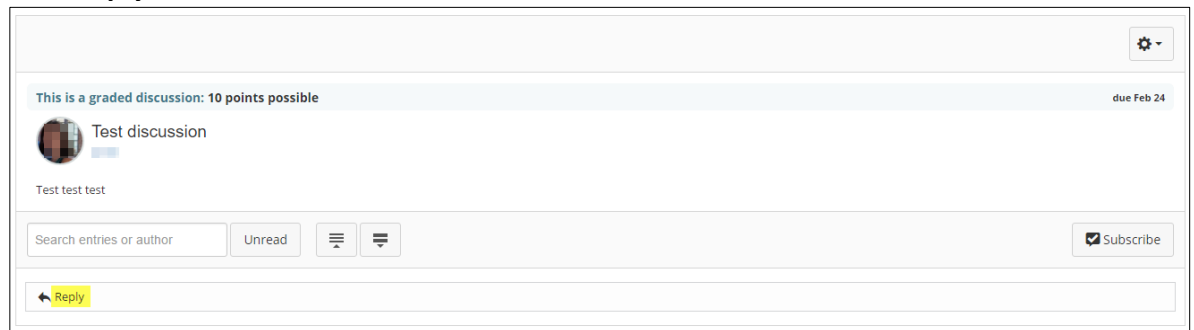 This is a graded discussion: 10 points possible due Feb 24
Test discussion
Test test test
Search entries or author Unread Subscribe
Reply